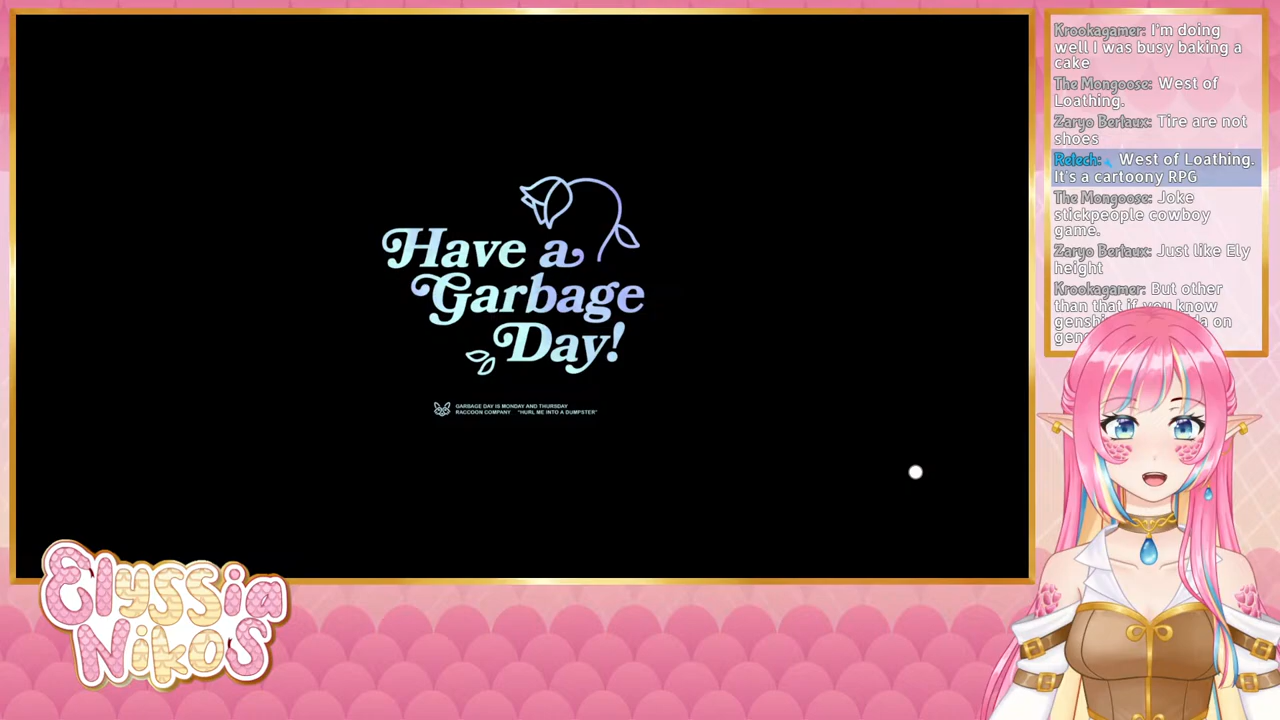 Have a
Garbage
Day!
GARBAGE DAY IS MONDAY AND THURSDAY
RACCOON COMPANY "HURL ME INTO A DUMPSTER"
Krookagamer: I'm doing
well I was busy baking a
cake
The Mongoose: West of
Loathing.
Zaryo Berlaux: Tire are not
shoes
Relech: West of Loathing.
It's a cartoony RPG
The Mongoose: Joke
stickpeople cowboy
game.
Zaryo Berlaux: Just like Ely
height
Krookagamer: But other
than that if you know
on
Elyssia
Nikos